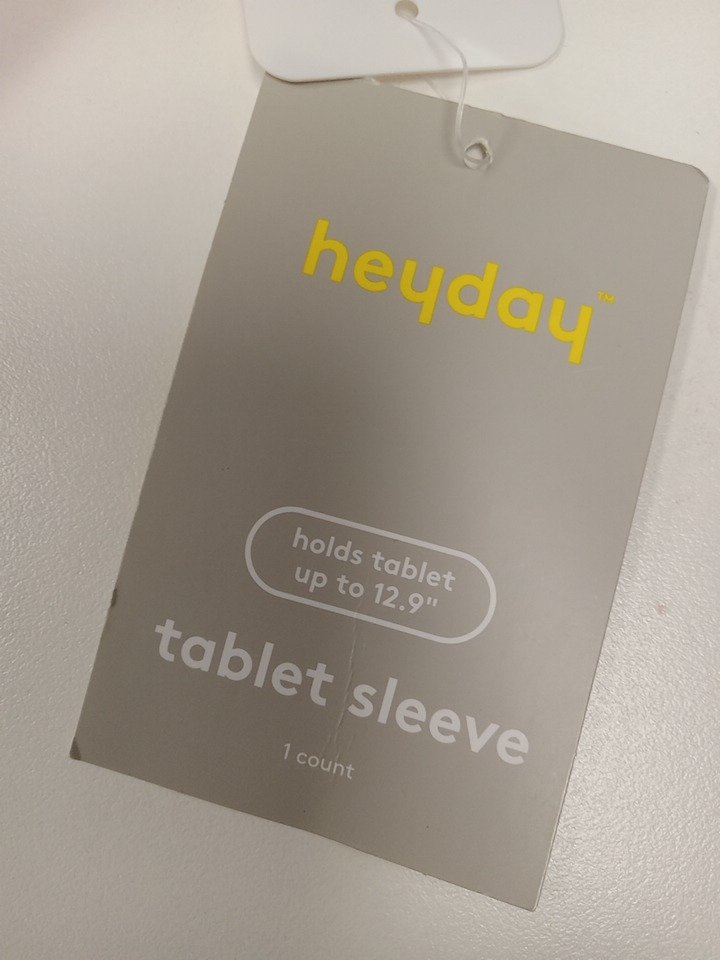 heyday™
holds tablet
up to 12.9"
tablet sleeve
1 count